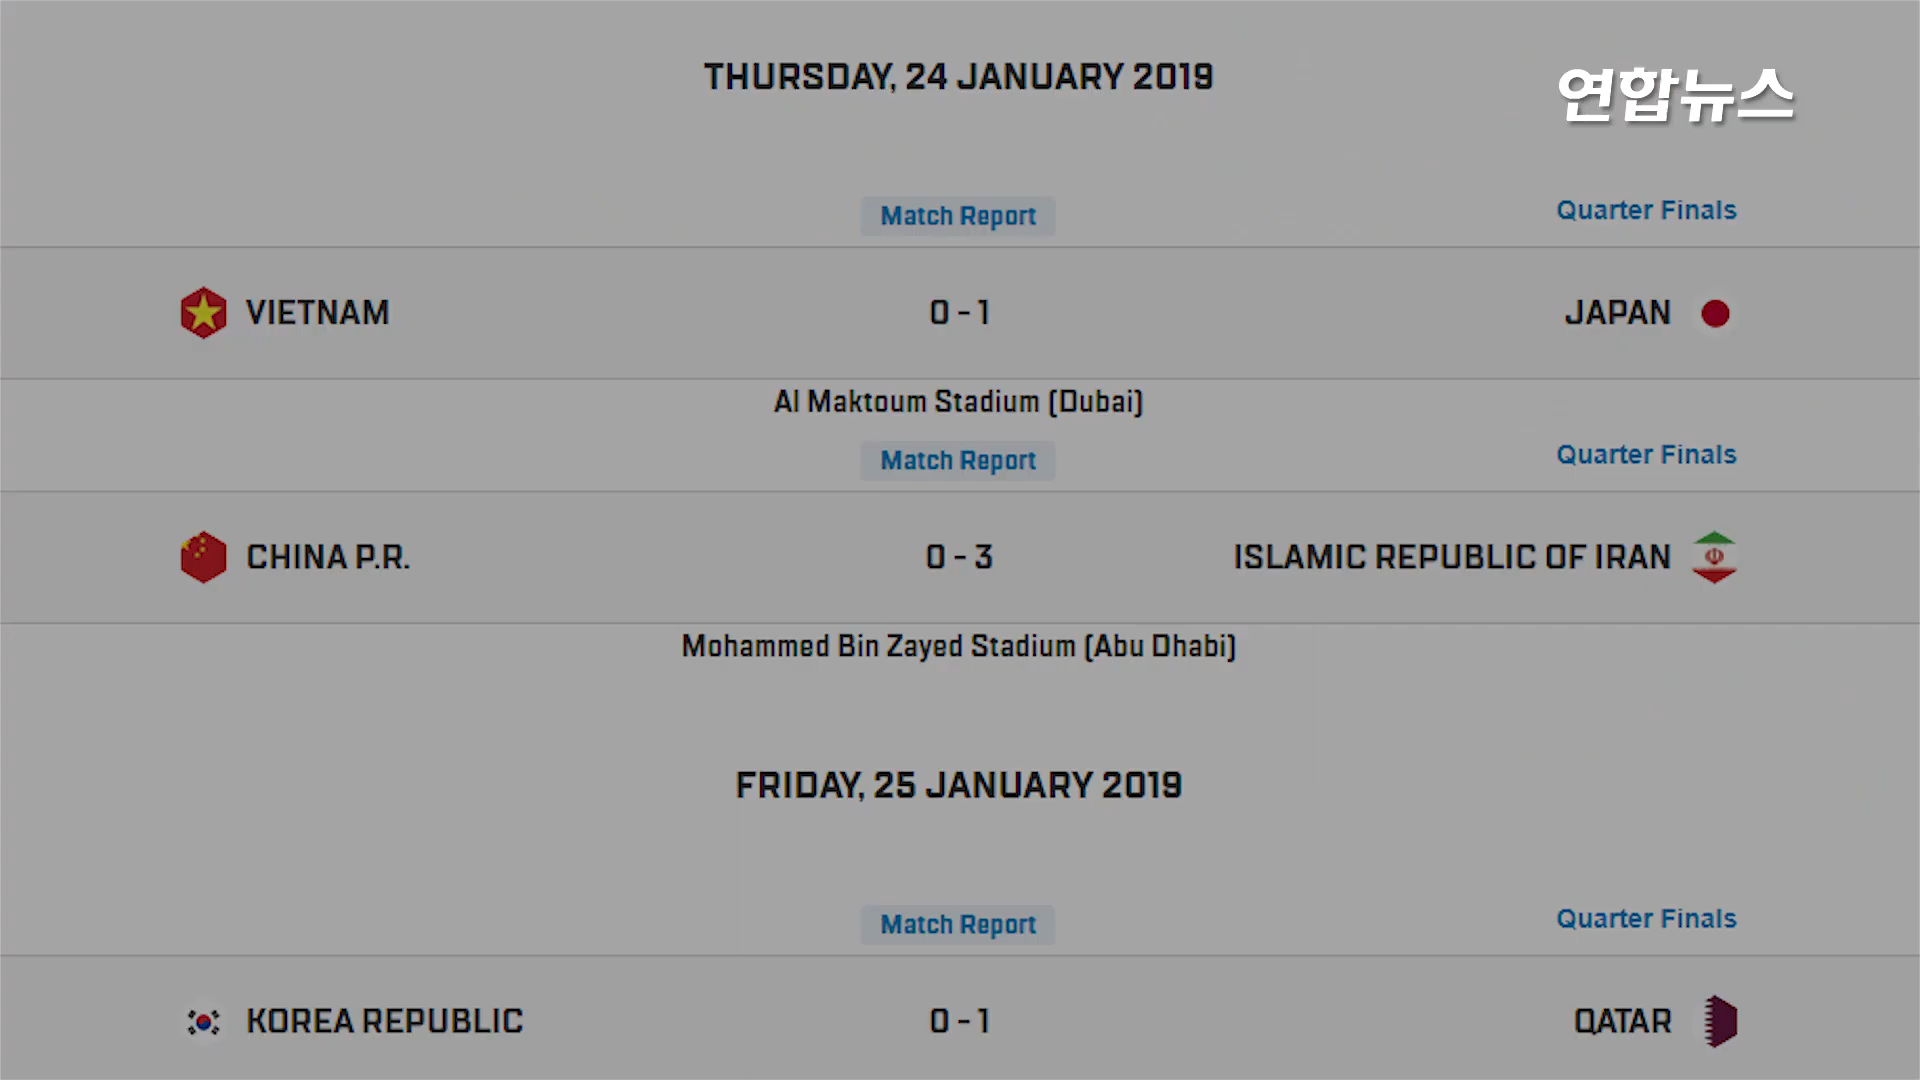 THURSDAY, 24 JANUARY 2019
연합뉴스
Match Report
Quarter Finals
VIETNAM 0 - 1 JAPAN
Al Maktoum Stadium (Dubai)
Match Report
Quarter Finals
CHINA P.R. 0 - 3 ISLAMIC REPUBLIC OF IRAN
Mohammed Bin Zayed Stadium (Abu Dhabi)
FRIDAY, 25 JANUARY 2019
Match Report
Quarter Finals
KOREA REPUBLIC 0 - 1 QATAR